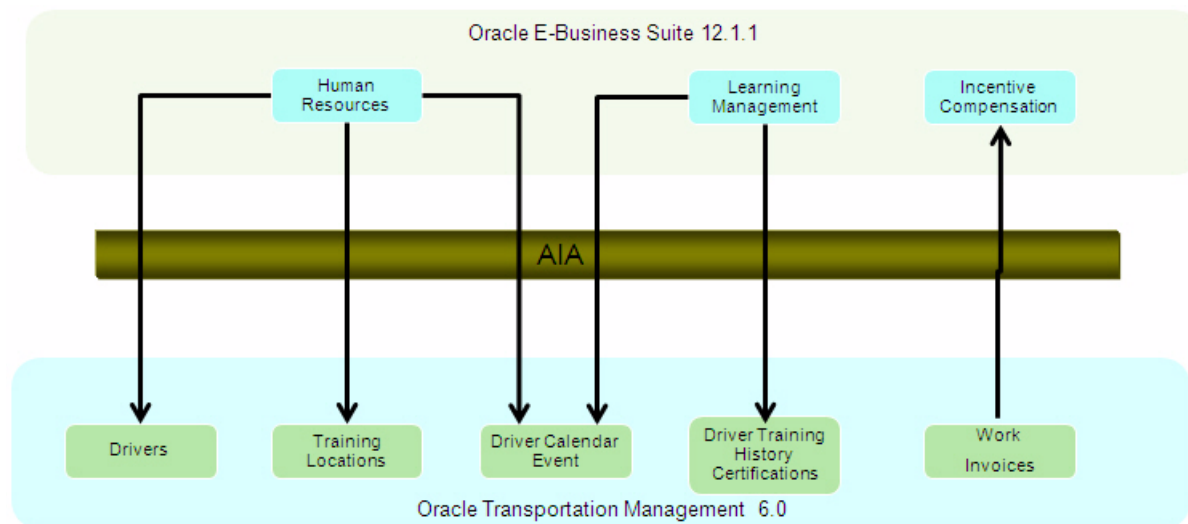 Oracle E-Business Suite 12.1.1
Human
Resources
Learning
Management
Incentive
Compensation
AIA
Drivers
Training
Locations
Driver Calendar
Event
Driver Training
History
Certifications
Work
Invoices
Oracle Transportation Management 6.0